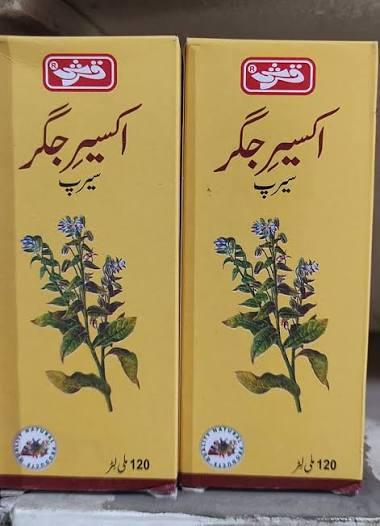 قرشی ®
اکسیرِ جگر
سیرپ
120 ملی لٹر
قرشی ®
اکسیرِ جگر
سیرپ
120 ملی لٹر